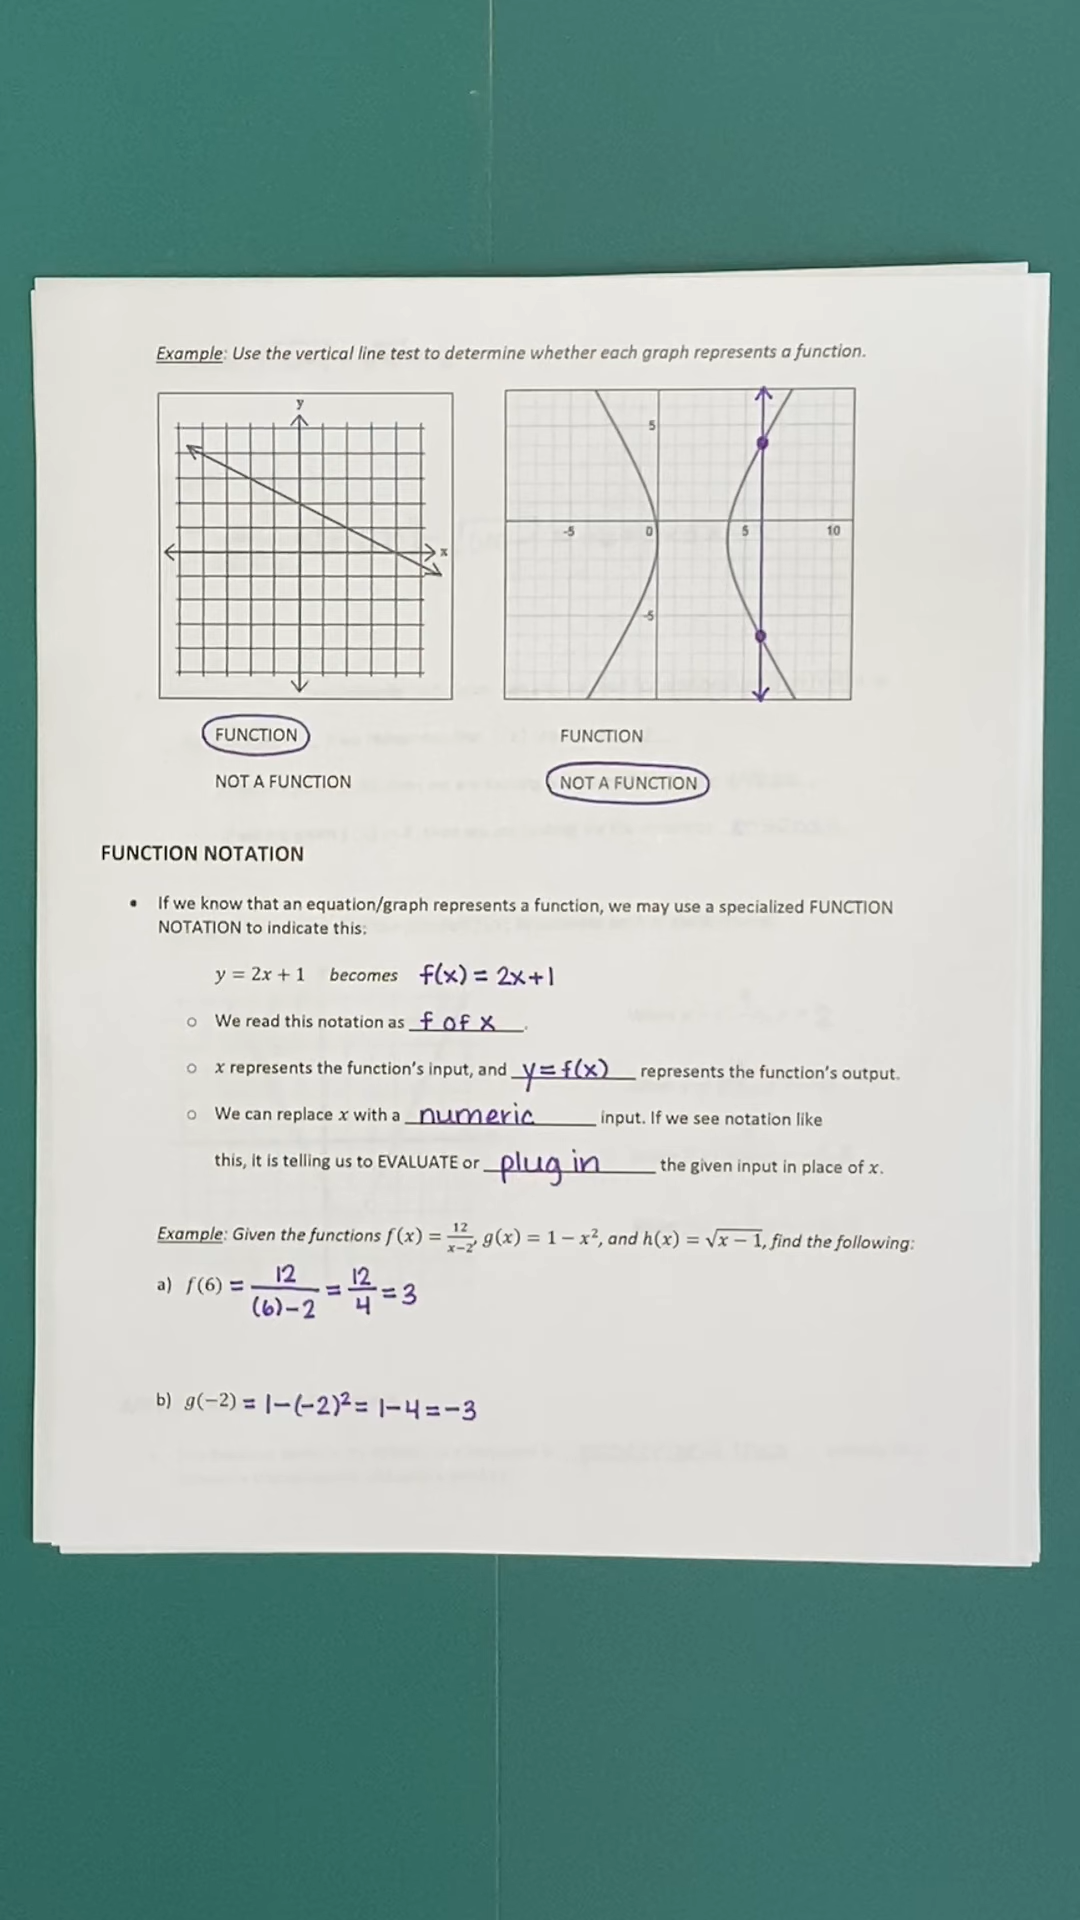 Example: Use the vertical line test to determine whether each graph represents a function.
y
x
5
-5 0 5 10
-5
FUNCTION
NOT A FUNCTION
FUNCTION
NOT A FUNCTION
FUNCTION NOTATION
• If we know that an equation/graph represents a function, we may use a specialized FUNCTION
NOTATION to indicate this:
y = 2x + 1 becomes f(x) = 2x+1
o We read this notation as f of x.
o x represents the function's input, and y=f(x) represents the function's output.
o We can replace x with a numeric input. If we see notation like
this, it is telling us to EVALUATE or plug in the given input in place of x.
Example: Given the functions f(x) = 12/(x−2), g(x) = 1 − x², and h(x) = √(x − 1), find the following:
a) f(6) = 12/((6)−2) = 12/4 = 3
b) g(−2) = 1−(−2)² = 1−4 = −3